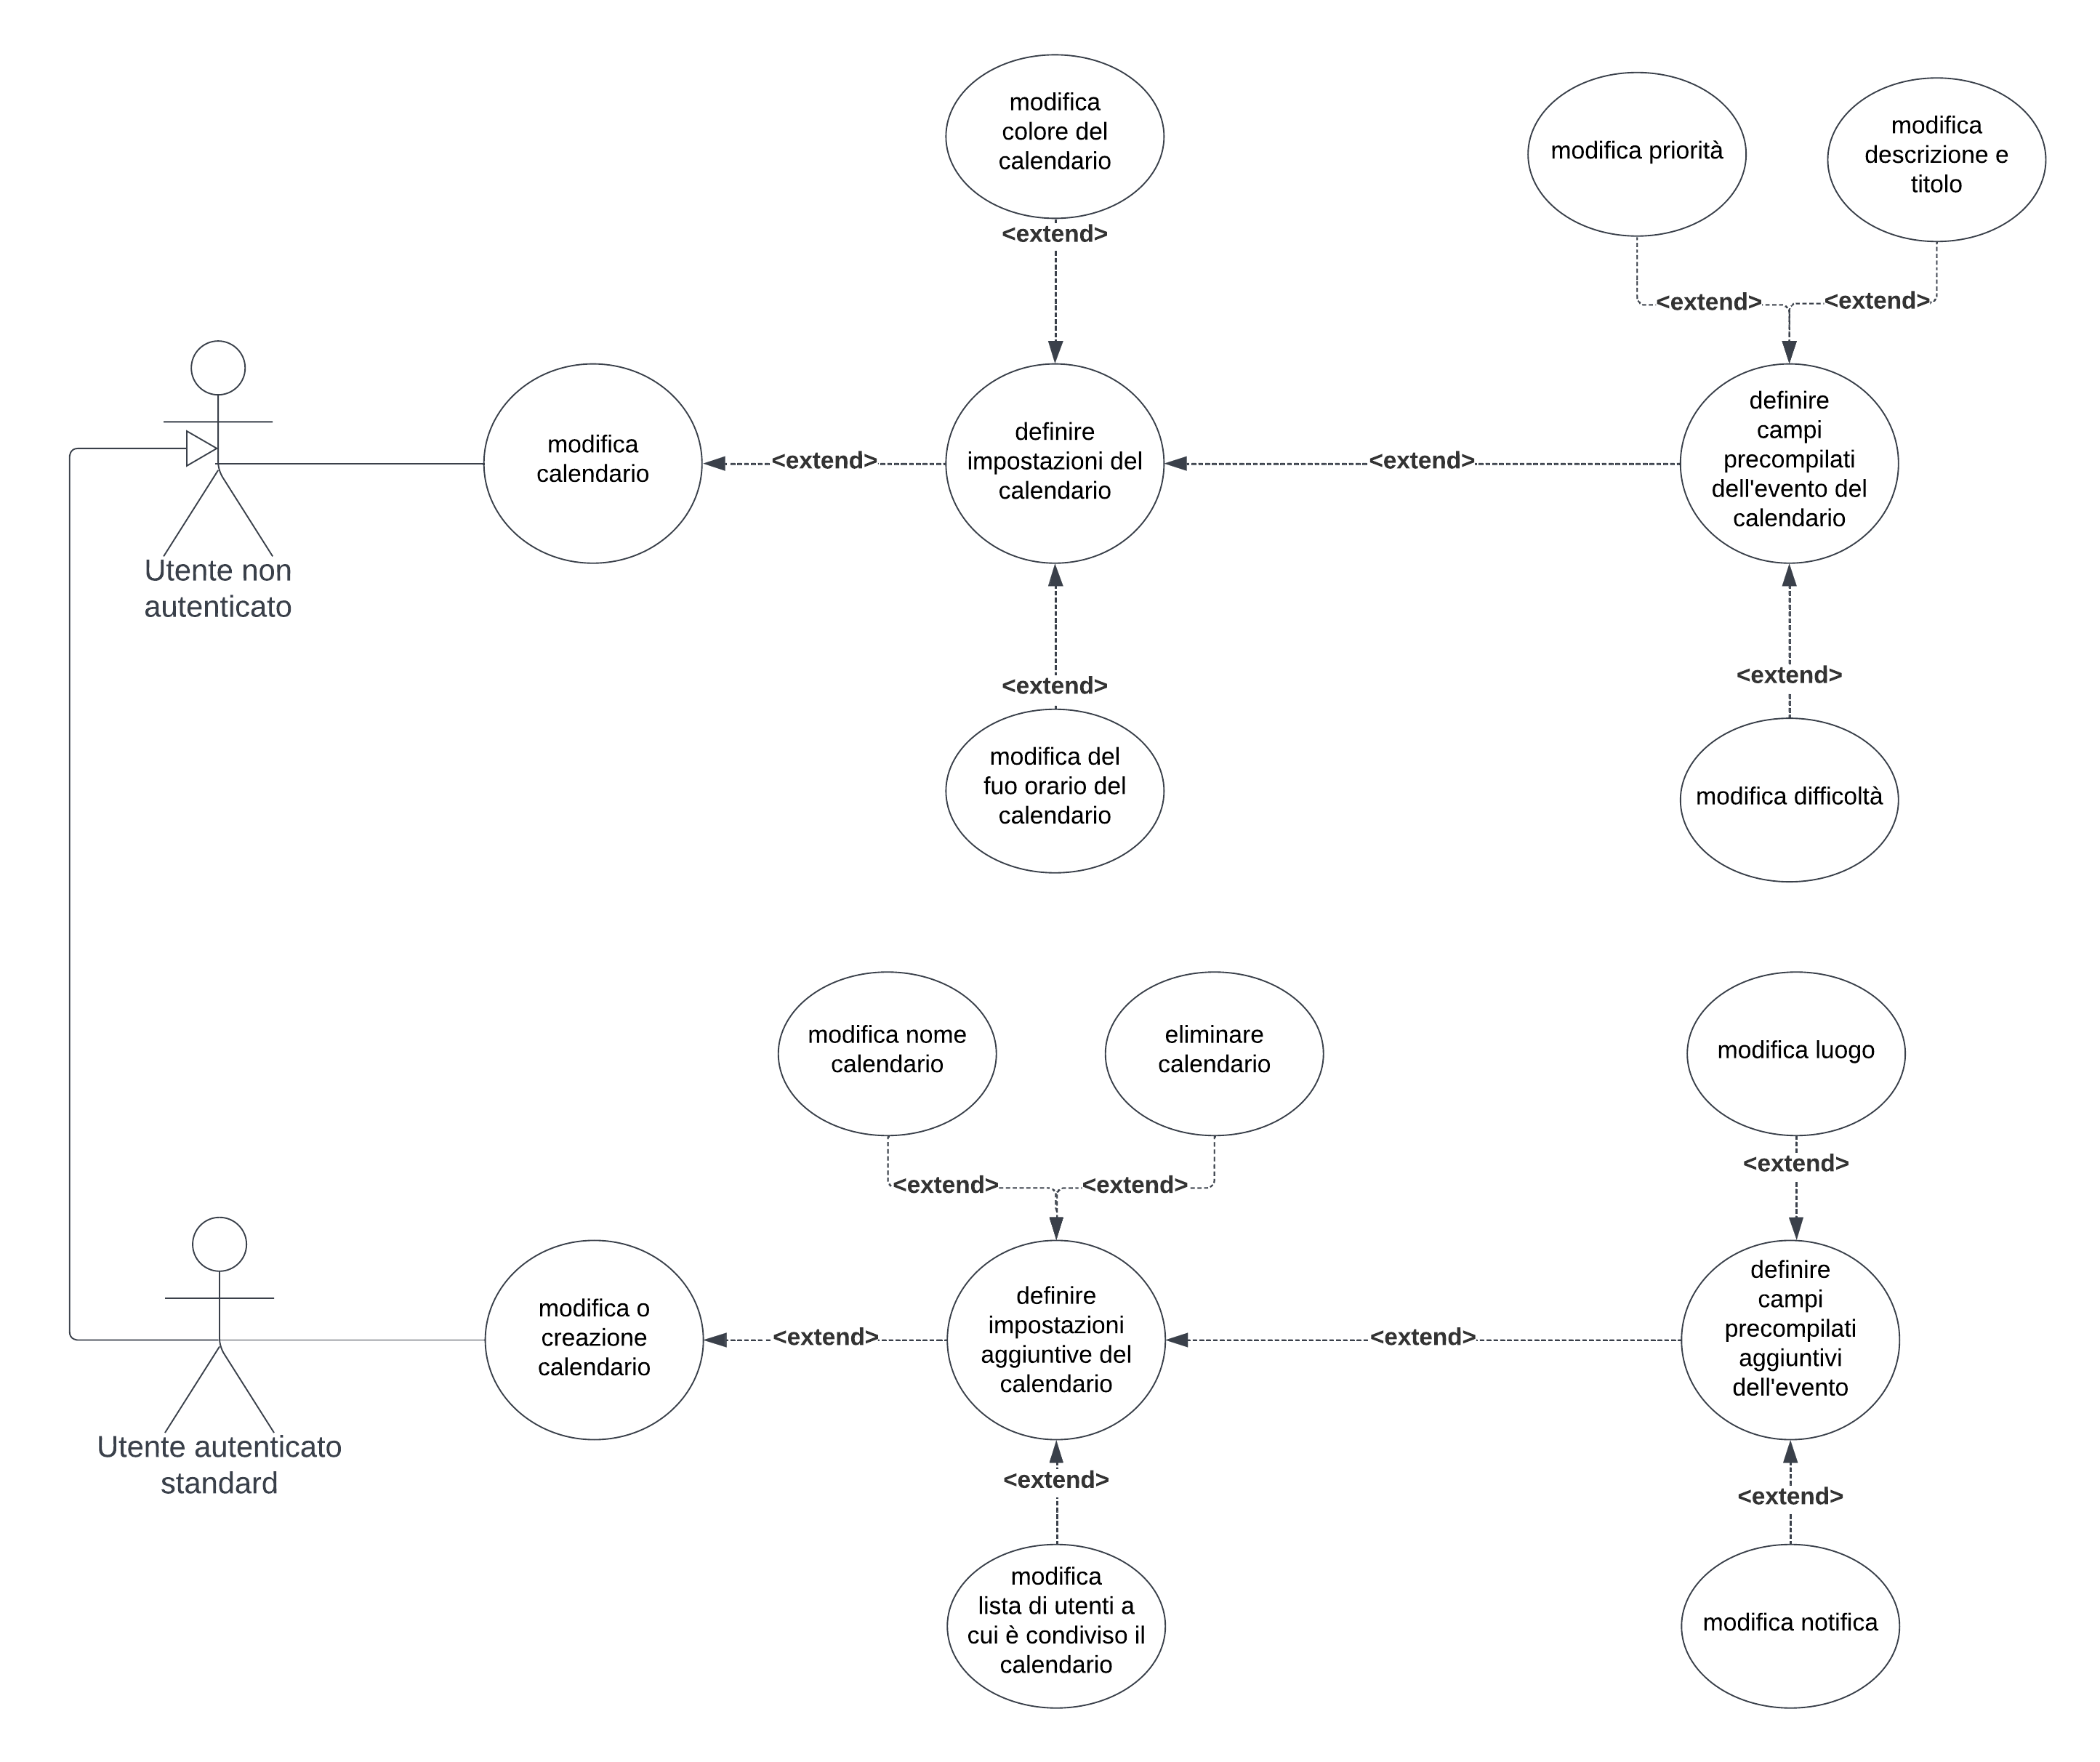 modifica
colore del
calendario
<extend>
modifica priorità
modifica
descrizione e
titolo
<extend>
<extend>
Utente non
autenticato
modifica
calendario
<extend>
definire
impostazioni del
calendario
<extend>
definire
campi
precompilati
dell'evento del
calendario
<extend>
modifica del
fuo orario del
calendario
<extend>
modifica difficoltà
modifica nome
calendario
eliminare
calendario
<extend>
<extend>
modifica luogo
<extend>
Utente autenticato
standard
modifica o
creazione
calendario
<extend>
definire
impostazioni
aggiuntive del
calendario
<extend>
definire
campi
precompilati
aggiuntivi
dell'evento
<extend>
modifica
lista di utenti a
cui è condiviso il
calendario
<extend>
modifica notifica